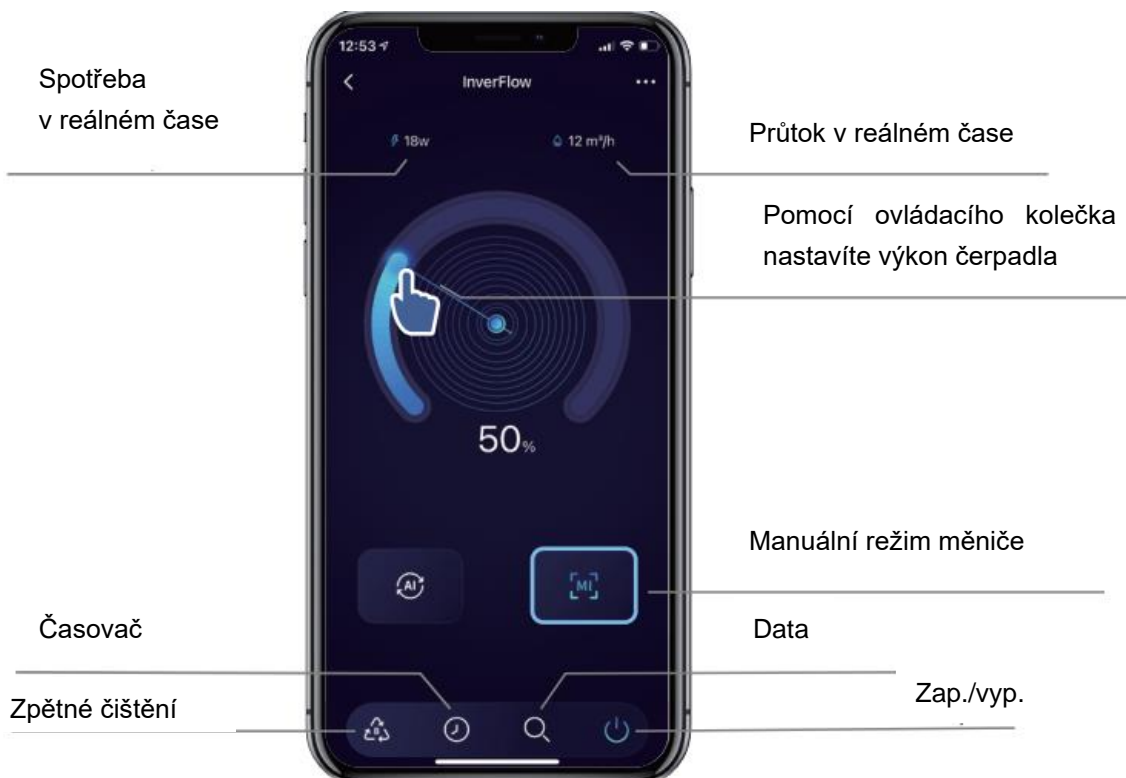 12:53
InverFlow
Spotřeba
v reálném čase
18w
12 m³/h
Průtok v reálném čase
Pomocí ovládacího kolečka
nastavíte výkon čerpadla
50%
Manuální režim měniče
AI
MI
Časovač
Data
Zpětné čištění
Zap./vyp.